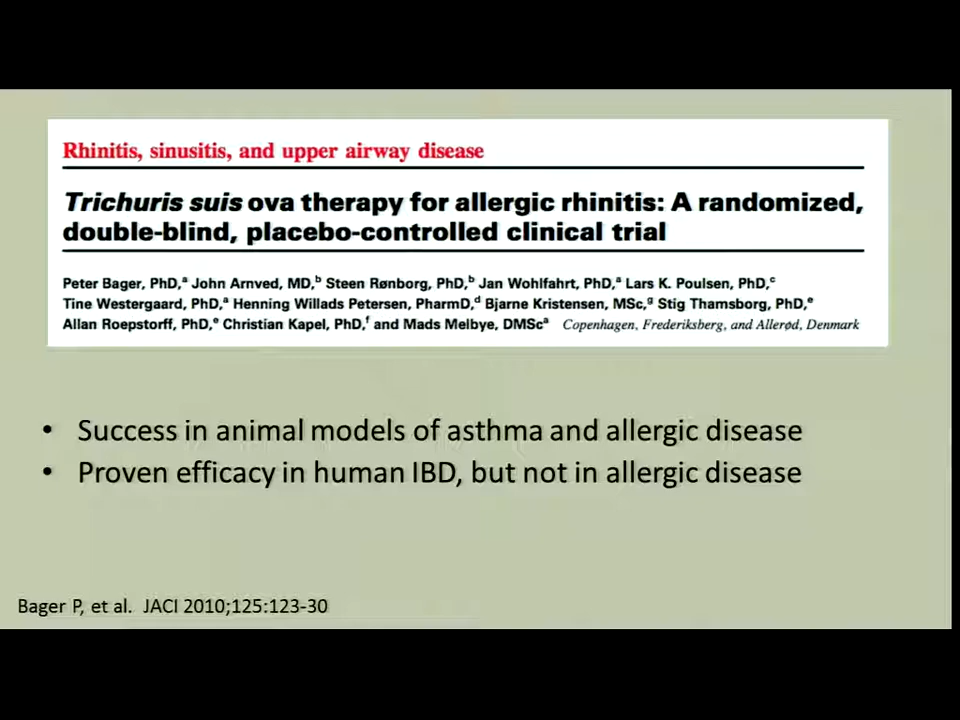 Rhinitis, sinusitis, and upper airway disease
Trichuris suis ova therapy for allergic rhinitis: A randomized,
double-blind, placebo-controlled clinical trial
Peter Bager, PhD,ᵃ John Arnved, MD,ᵇ Steen Rønborg, PhD,ᵇ Jan Wohlfahrt, PhD,ᵃ Lars K. Poulsen, PhD,ᶜ
Tine Westergaard, PhD,ᵃ Henning Willads Petersen, PharmD,ᵈ Bjarne Kristensen, MSc,ᵍ Stig Thamsborg, PhD,ᵉ
Allan Roepstorff, PhD,ᵉ Christian Kapel, PhD,ᶠ and Mads Melbye, DMScᵃ Copenhagen, Frederiksberg, and Allerød, Denmark
• Success in animal models of asthma and allergic disease
• Proven efficacy in human IBD, but not in allergic disease
Bager P, et al. JACI 2010;125:123-30